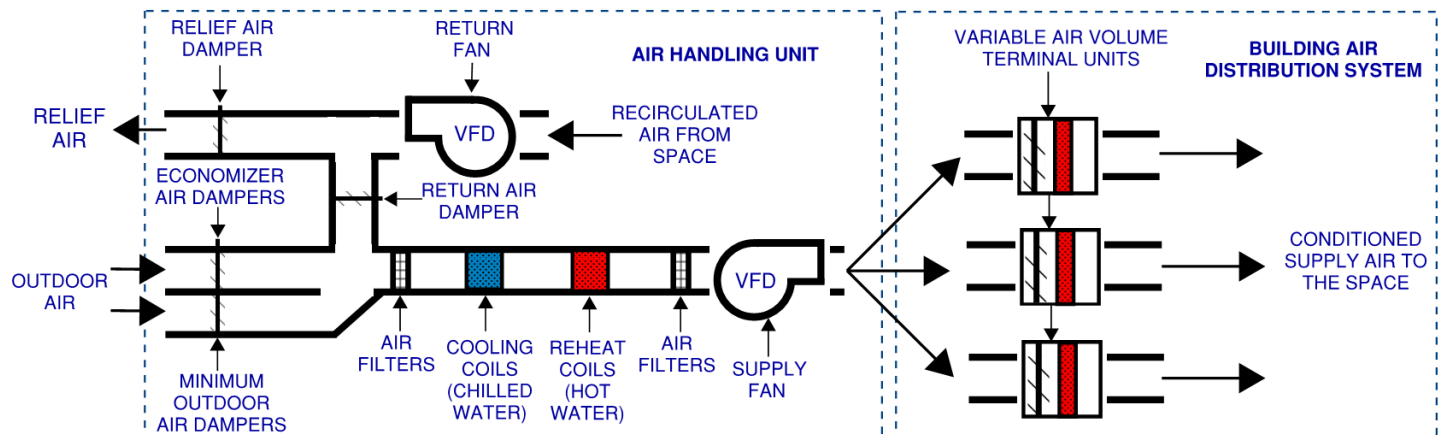 RELIEF AIR
DAMPER
RETURN
FAN
AIR HANDLING UNIT
VARIABLE AIR VOLUME
TERMINAL UNITS
BUILDING AIR
DISTRIBUTION SYSTEM
RELIEF
AIR
VFD
RECIRCULATED
AIR FROM
SPACE
ECONOMIZER
AIR DAMPERS
RETURN AIR
DAMPER
OUTDOOR
AIR
VFD
CONDITIONED
SUPPLY AIR TO
THE SPACE
AIR
FILTERS
COOLING
COILS
(CHILLED
WATER)
REHEAT
COILS
(HOT
WATER)
AIR
FILTERS
SUPPLY
FAN
MINIMUM
OUTDOOR
AIR DAMPERS